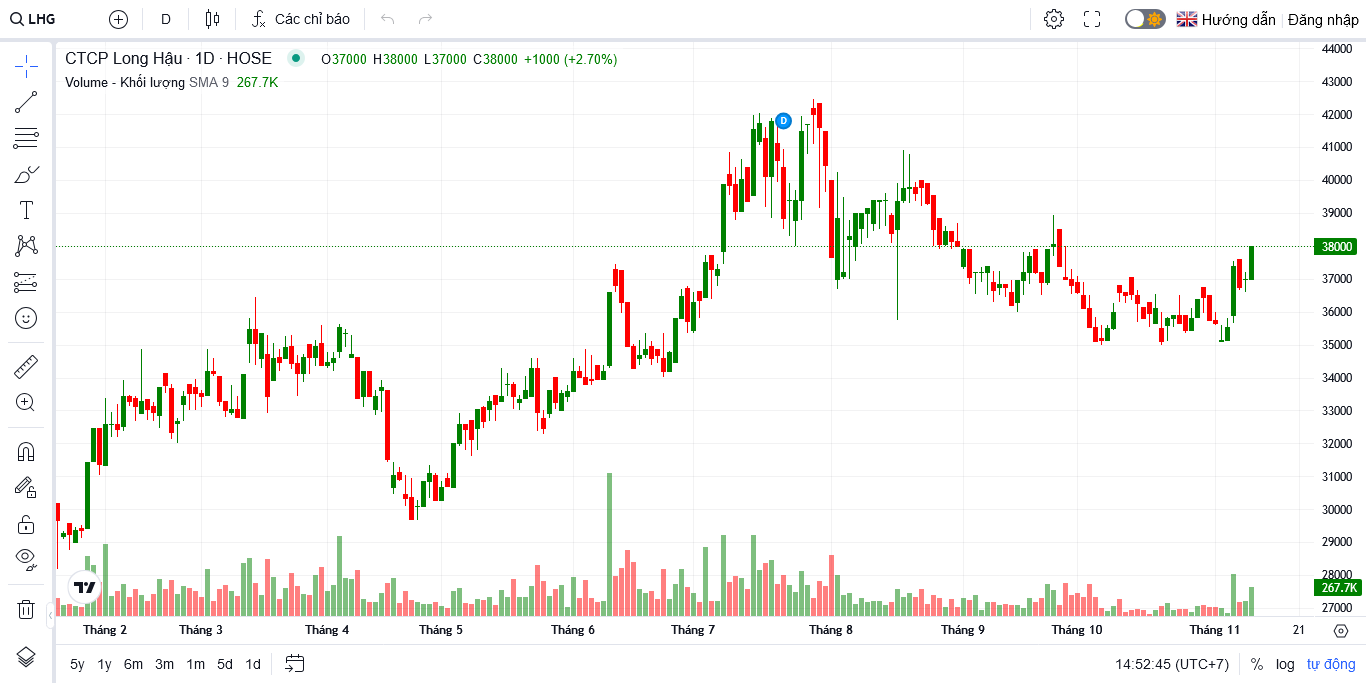 LHG D Các chỉ báo Hướng dẫn Đăng nhập
CTCP Long Hậu · 1D · HOSE O37000 H38000 L37000 C38000 +1000 (+2.70%)
Volume - Khối lượng SMA 9 267.7K
D
44000
43000
42000
41000
40000
39000
38000
37000
36000
35000
34000
33000
32000
31000
30000
29000
28000
267.7K
27000
Tháng 2 Tháng 3 Tháng 4 Tháng 5 Tháng 6 Tháng 7 Tháng 8 Tháng 9 Tháng 10 Tháng 11 21
5y 1y 6m 3m 1m 5d 1d 14:52:45 (UTC+7) % log tự động